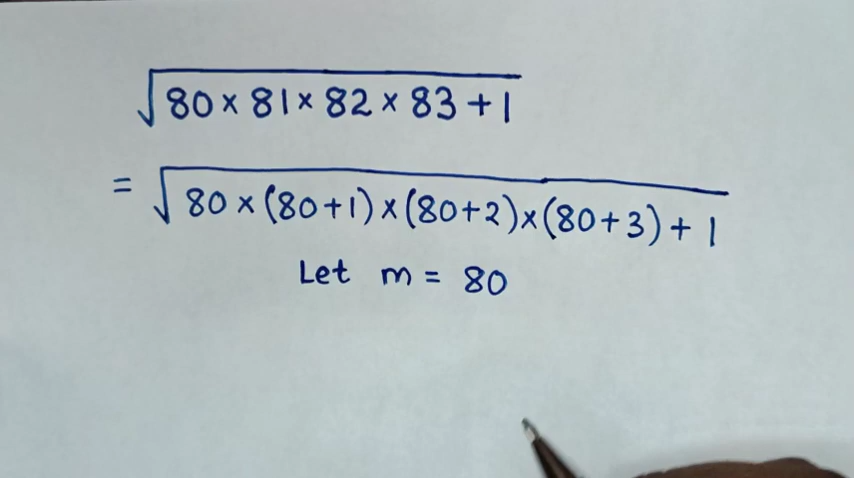 √80 × 81 × 82 × 83 + 1
= √80 × (80+1) × (80+2) × (80+3) + 1
Let m = 80